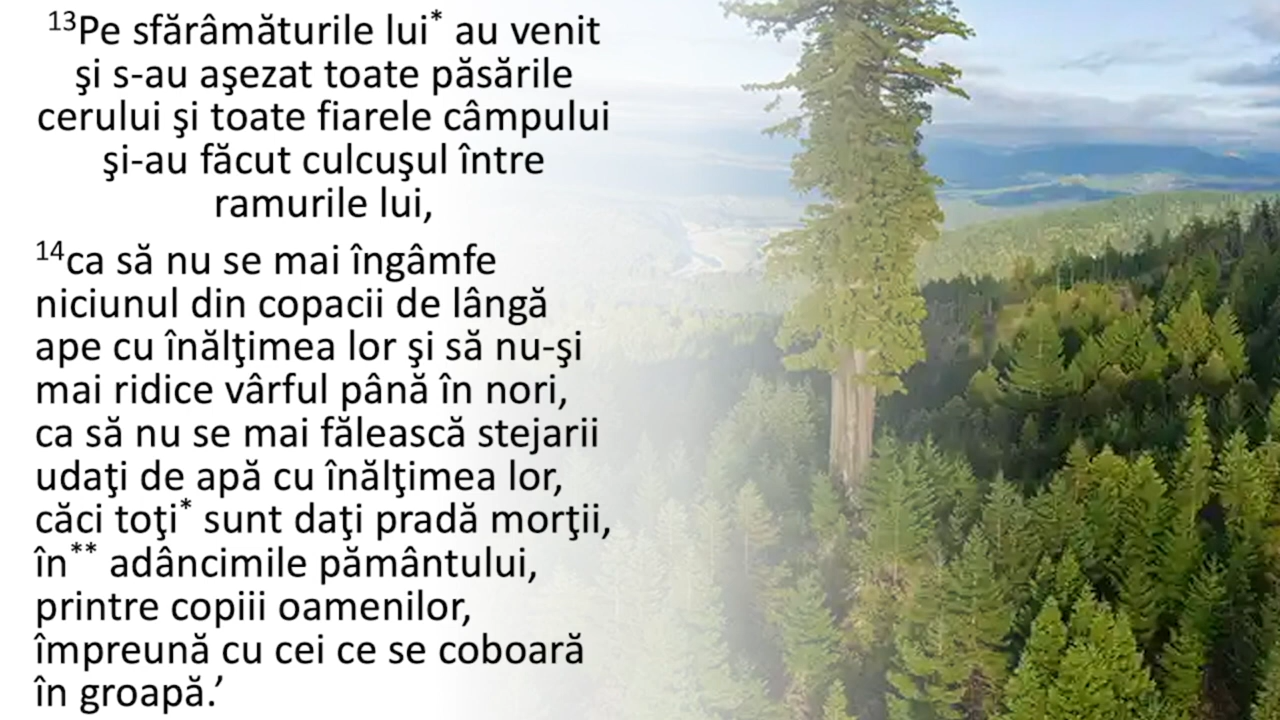 ¹³Pe sfărâmăturile lui* au venit
şi s-au aşezat toate păsările
cerului şi toate fiarele câmpului
şi-au făcut culcuşul între
ramurile lui,
¹⁴ca să nu se mai îngâmfe
niciunul din copacii de lângă
ape cu înălţimea lor şi să nu-şi
mai ridice vârful până în nori,
ca să nu se mai fălească stejarii
udaţi de apă cu înălţimea lor,
căci toţi* sunt daţi pradă morţii,
în** adâncimile pământului,
printre copiii oamenilor,
împreună cu cei ce se coboară
în groapă.’